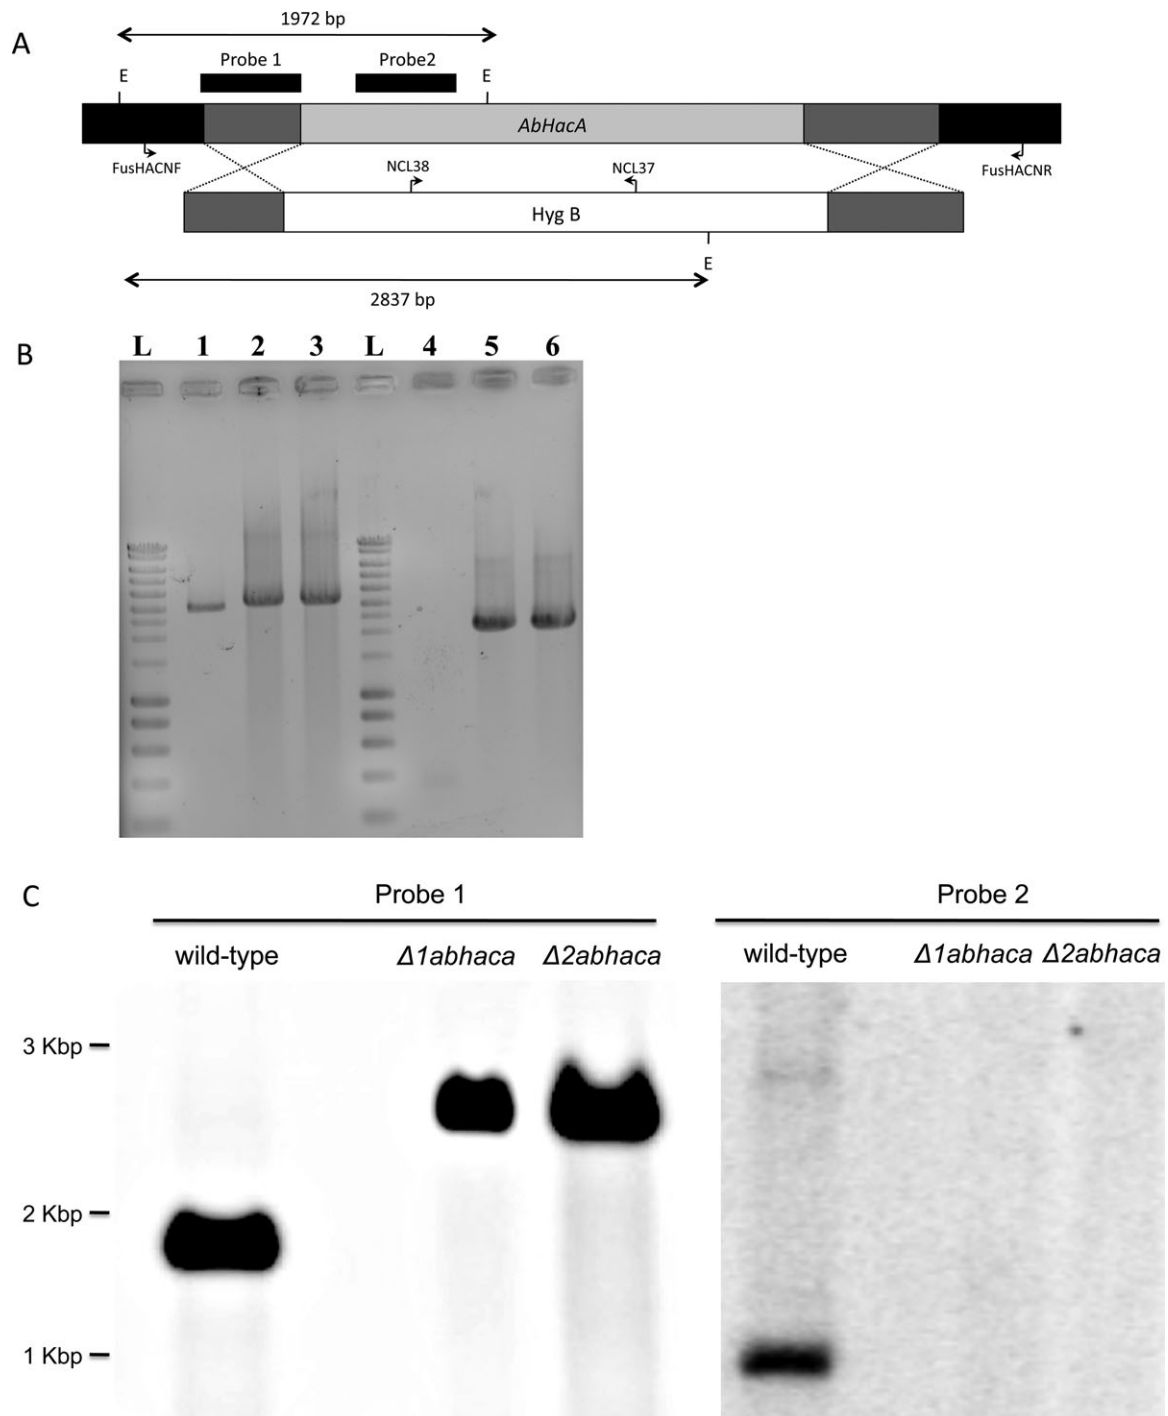 A
1972 bp
Probe 1 Probe2
E E
AbHacA
FusHACNF NCL38 NCL37 FusHACNR
Hyg B
E
2837 bp
B
L 1 2 3 L 4 5 6
C
Probe 1 Probe 2
wild-type Δ1abhaca Δ2abhaca wild-type Δ1abhaca Δ2abhaca
3 Kbp
2 Kbp
1 Kbp